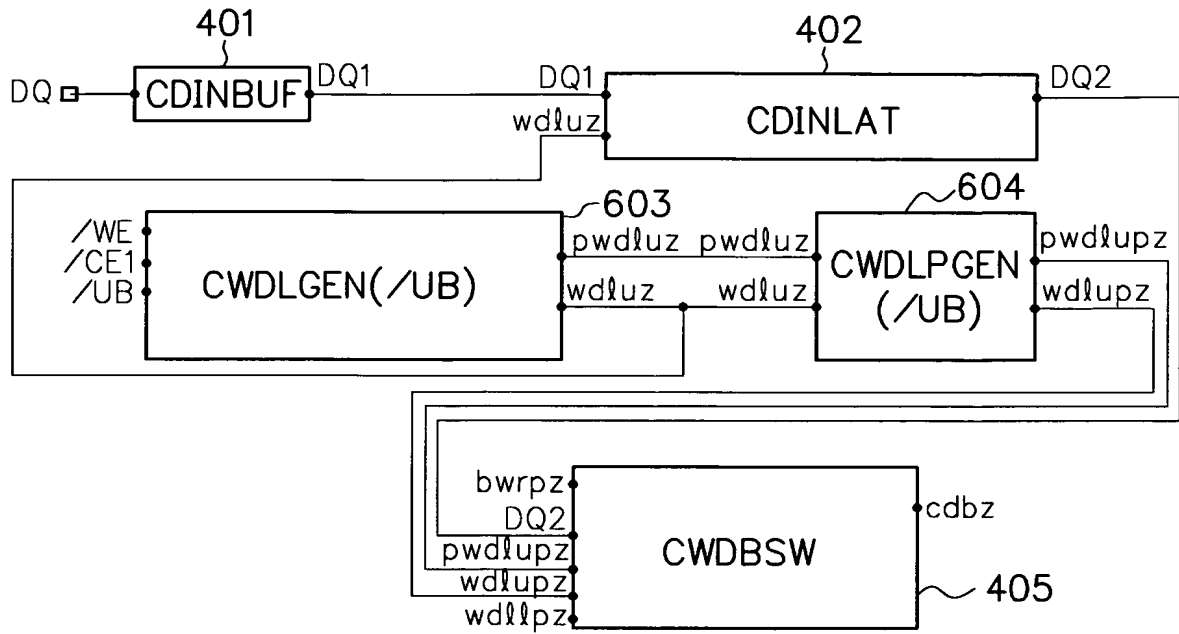 401
402
DQ
CDINBUF
DQ1
DQ1
wdℓuz
CDINLAT
DQ2
603
604
/WE
/CE1
/UB
CWDLGEN(/UB)
pwdℓuz
pwdℓuz
wdℓuz
wdℓuz
CWDLPGEN
(/UB)
pwdℓupz
wdℓupz
bwrpz
DQ2
pwdℓupz
wdℓupz
wdℓℓpz
CWDBSW
cdbz
405